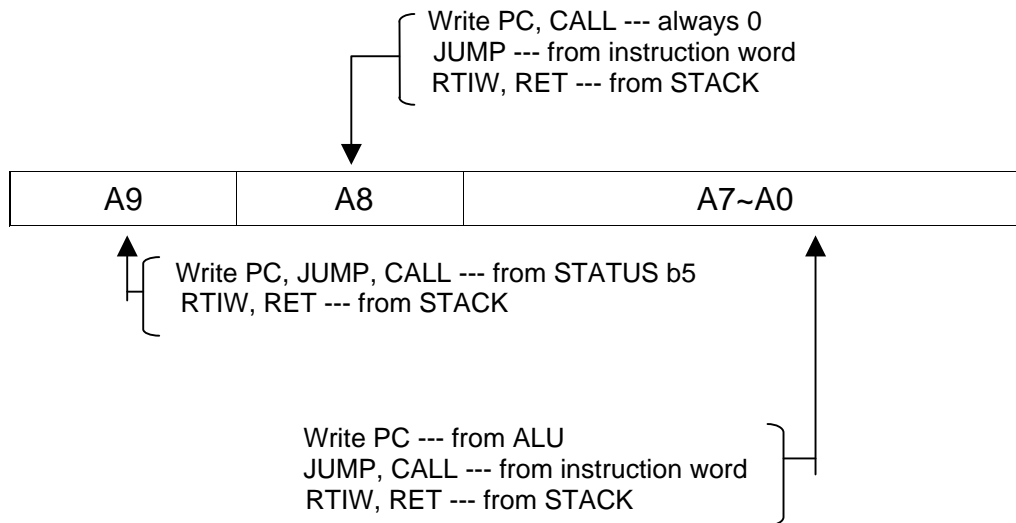 Write PC, CALL --- always 0
JUMP --- from instruction word
RTIW, RET --- from STACK
A9 A8 A7~A0
Write PC, JUMP, CALL --- from STATUS b5
RTIW, RET --- from STACK
Write PC --- from ALU
JUMP, CALL --- from instruction word
RTIW, RET --- from STACK